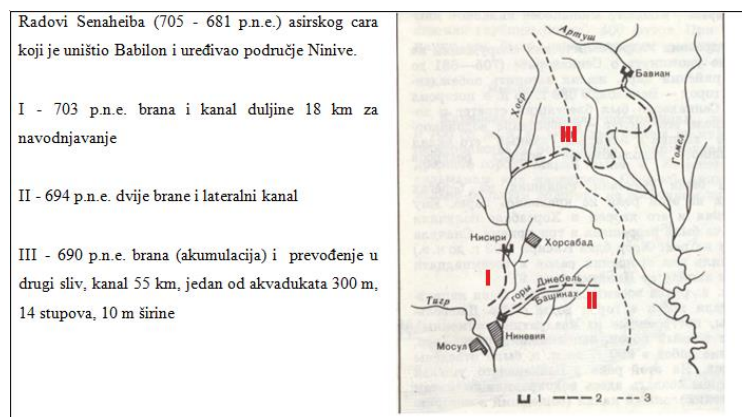 Radovi Senaheiba (705 - 681 p.n.e.) asirskog cara
koji je uništio Babilon i uređivao područje Ninive.
I - 703 p.n.e. brana i kanal duljine 18 km za
navodnjavanje
II - 694 p.n.e. dvije brane i lateralni kanal
III - 690 p.n.e. brana (akumulacija) i prevođenje u
drugi sliv, kanal 55 km, jedan od akvadukata 300 m,
14 stupova, 10 m širine
Артуш
Бавиан
Хоср
III
Гомел
Нисири
Хорсабад
I
горы Джебель
Башиках
II
Тигр
Ниневия
Мосул
1 2 3